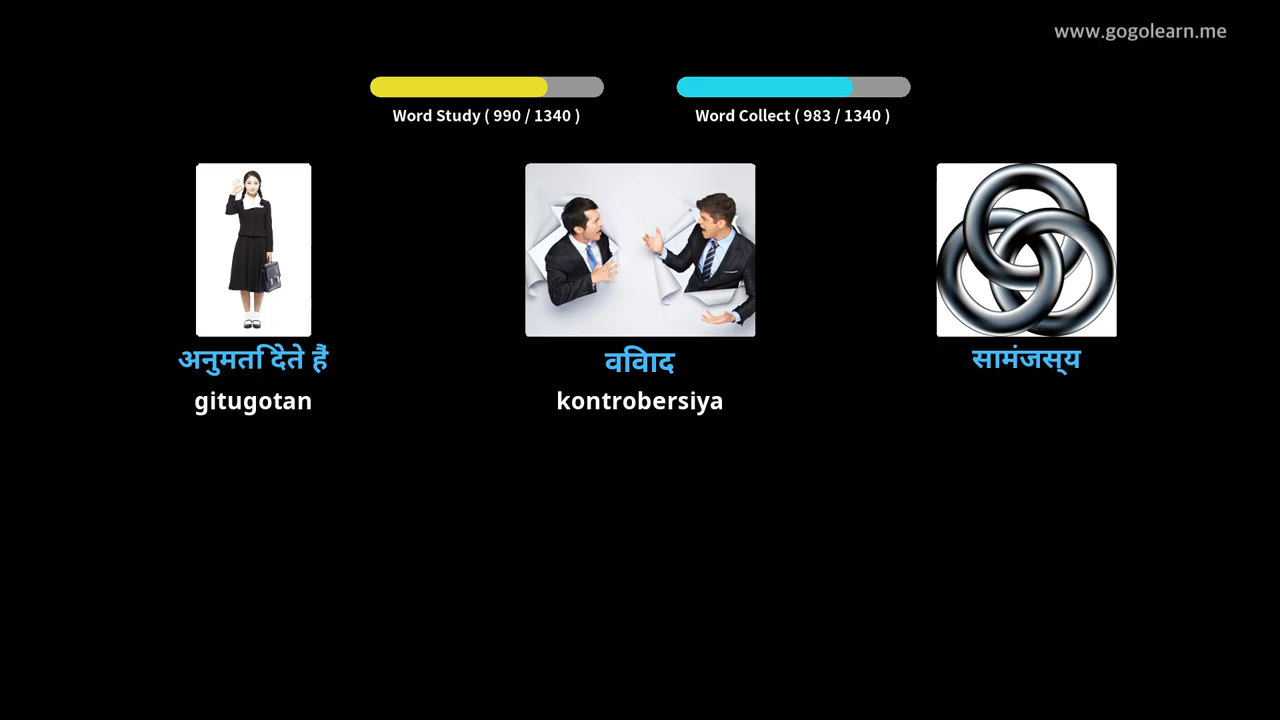 www.gogolearn.me
Word Study ( 990 / 1340 )
Word Collect ( 983 / 1340 )
अनुमति देते हैं
विवाद
सामंजस्य
gitugotan
kontrobersiya